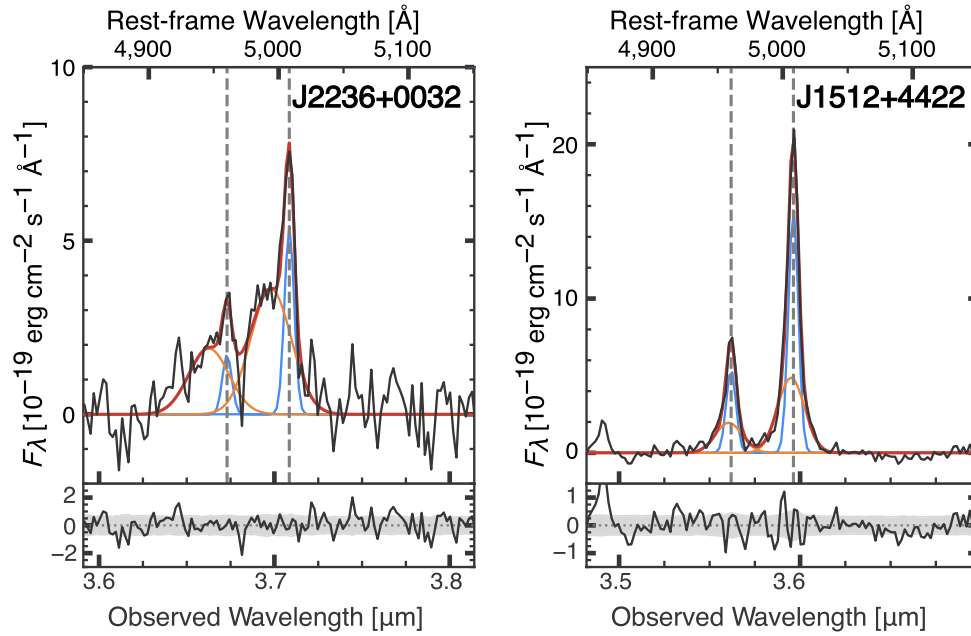 Rest-frame Wavelength [Å] Rest-frame Wavelength [Å]
4,900 5,000 5,100 4,900 5,000 5,100
J2236+0032 J1512+4422
10
5
0
20
10
0
Fλ [10⁻¹⁹ erg cm⁻² s⁻¹ Å⁻¹] Fλ [10⁻¹⁹ erg cm⁻² s⁻¹ Å⁻¹]
2
0
−2
1
0
−1
3.6 3.7 3.8 3.5 3.6
Observed Wavelength [μm] Observed Wavelength [μm]